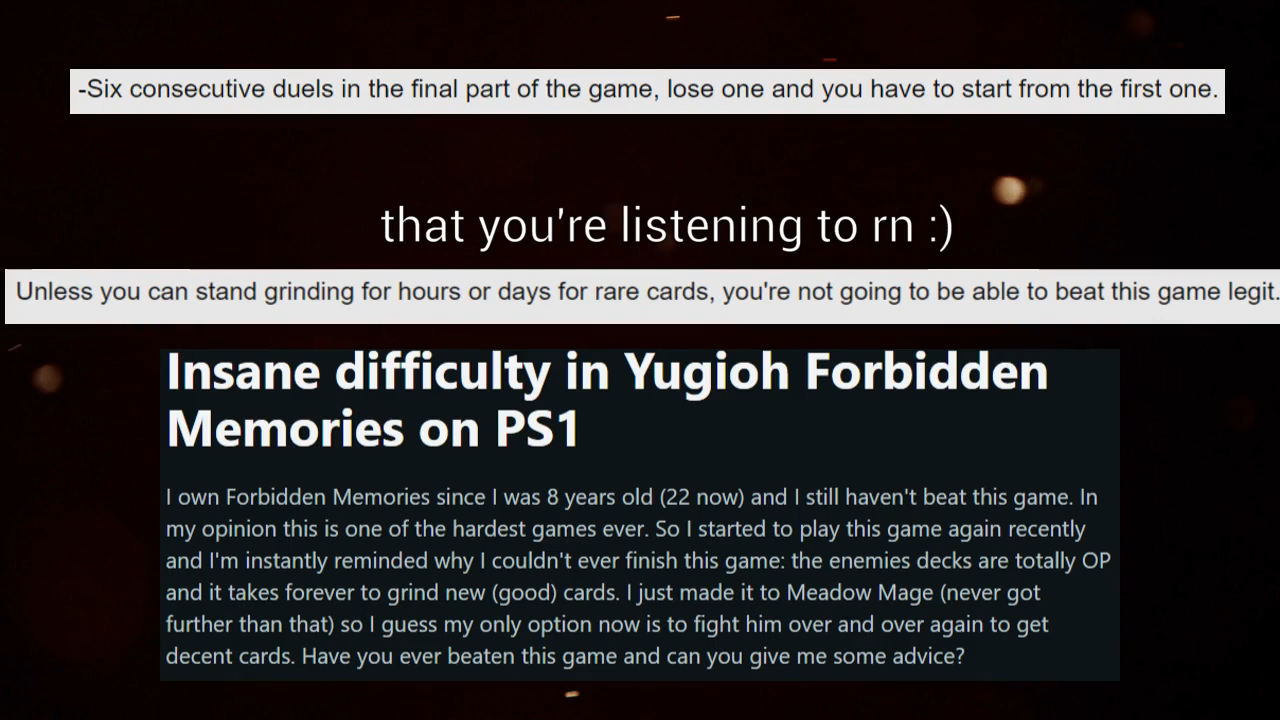 -Six consecutive duels in the final part of the game, lose one and you have to start from the first one.
that you're listening to rn :)
Unless you can stand grinding for hours or days for rare cards, you're not going to be able to beat this game legit.
Insane difficulty in Yugioh Forbidden
Memories on PS1
I own Forbidden Memories since I was 8 years old (22 now) and I still haven't beat this game. In
my opinion this is one of the hardest games ever. So I started to play this game again recently
and I'm instantly reminded why I couldn't ever finish this game: the enemies decks are totally OP
and it takes forever to grind new (good) cards. I just made it to Meadow Mage (never got
further than that) so I guess my only option now is to fight him over and over again to get
decent cards. Have you ever beaten this game and can you give me some advice?